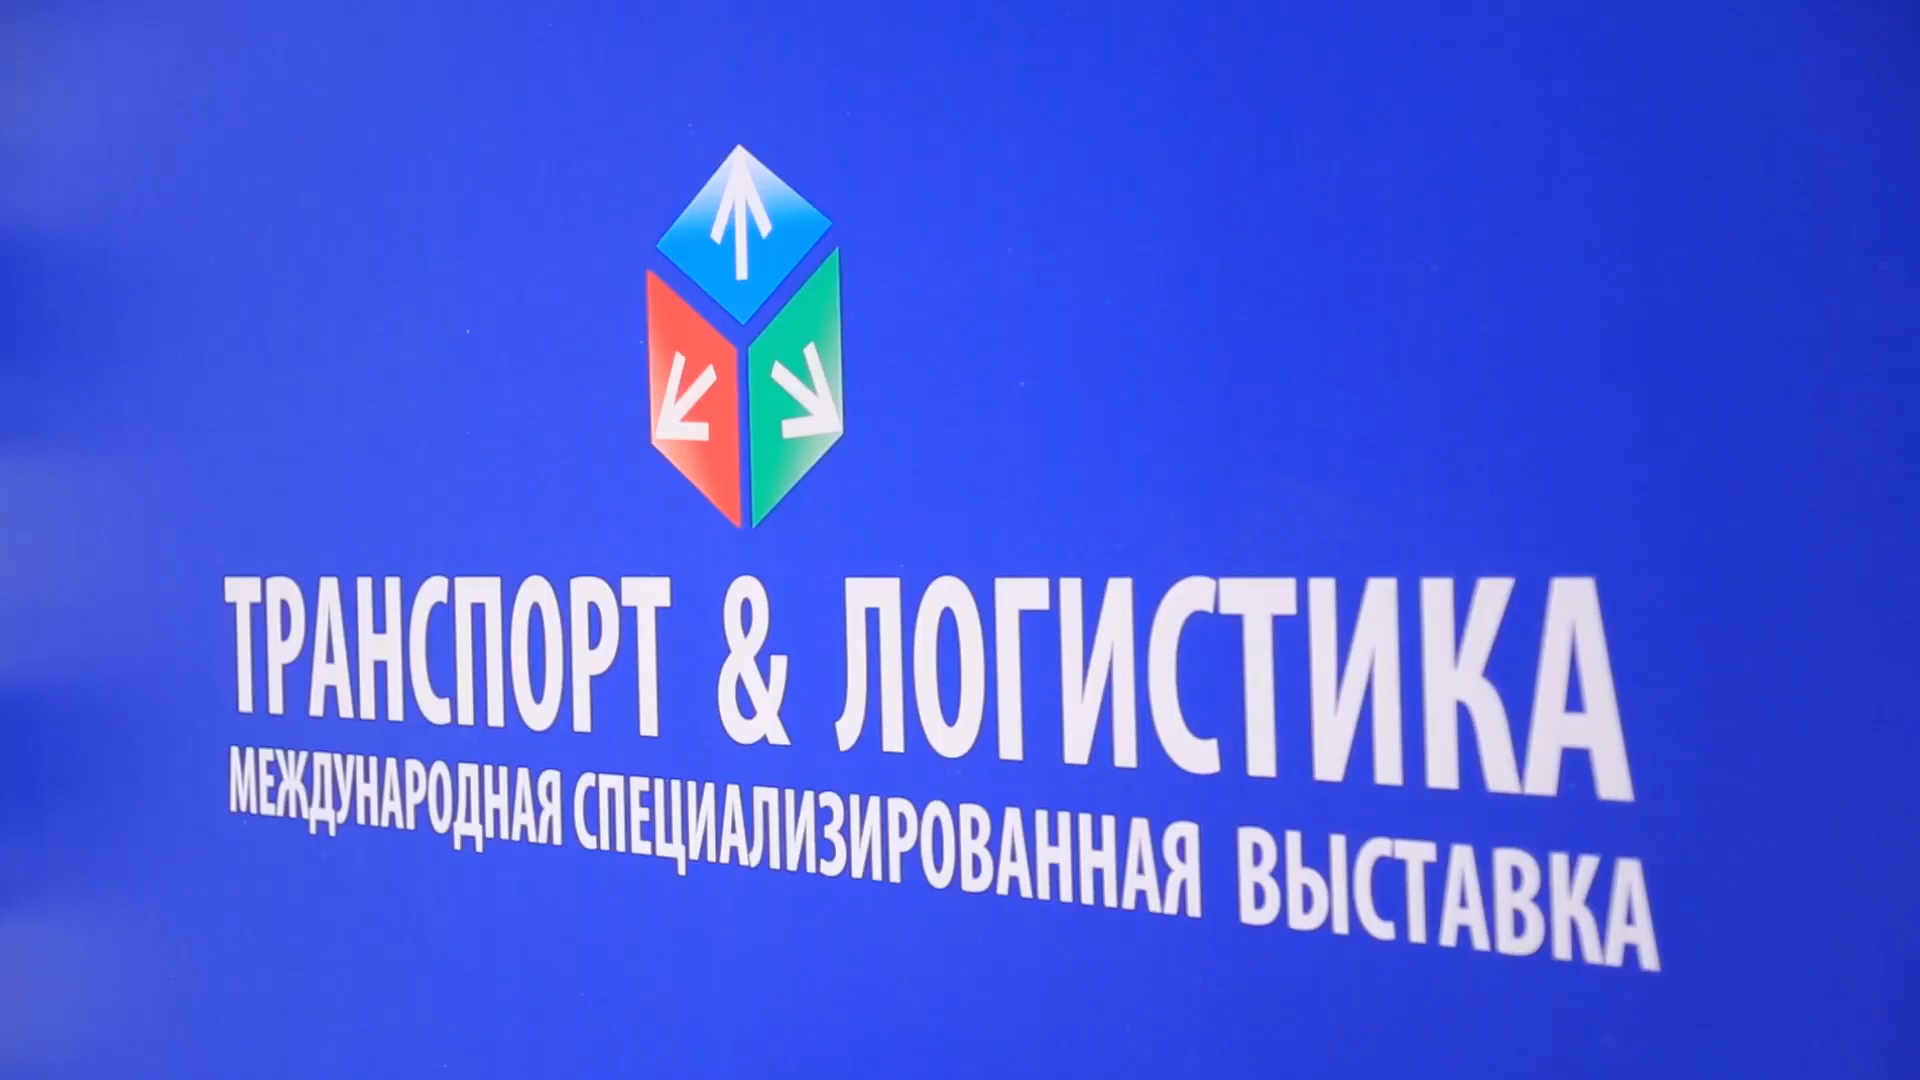 ТРАНСПОРТ & ЛОГИСТИКА
МЕЖДУНАРОДНАЯ СПЕЦИАЛИЗИРОВАННАЯ ВЫСТАВКА